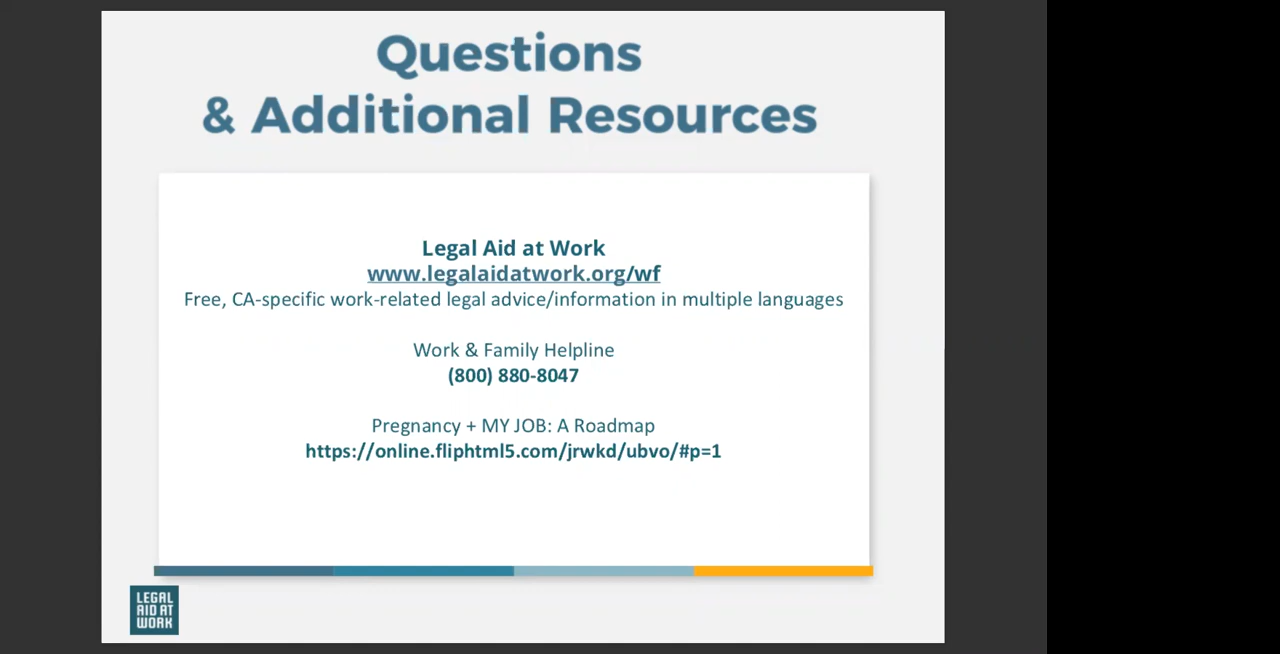 Questions
& Additional Resources
Legal Aid at Work
www.legalaidatwork.org/wf
Free, CA-specific work-related legal advice/information in multiple languages
Work & Family Helpline
(800) 880-8047
Pregnancy + MY JOB: A Roadmap
https://online.fliphtml5.com/jrwkd/ubvo/#p=1
LEGAL
AID AT
WORK